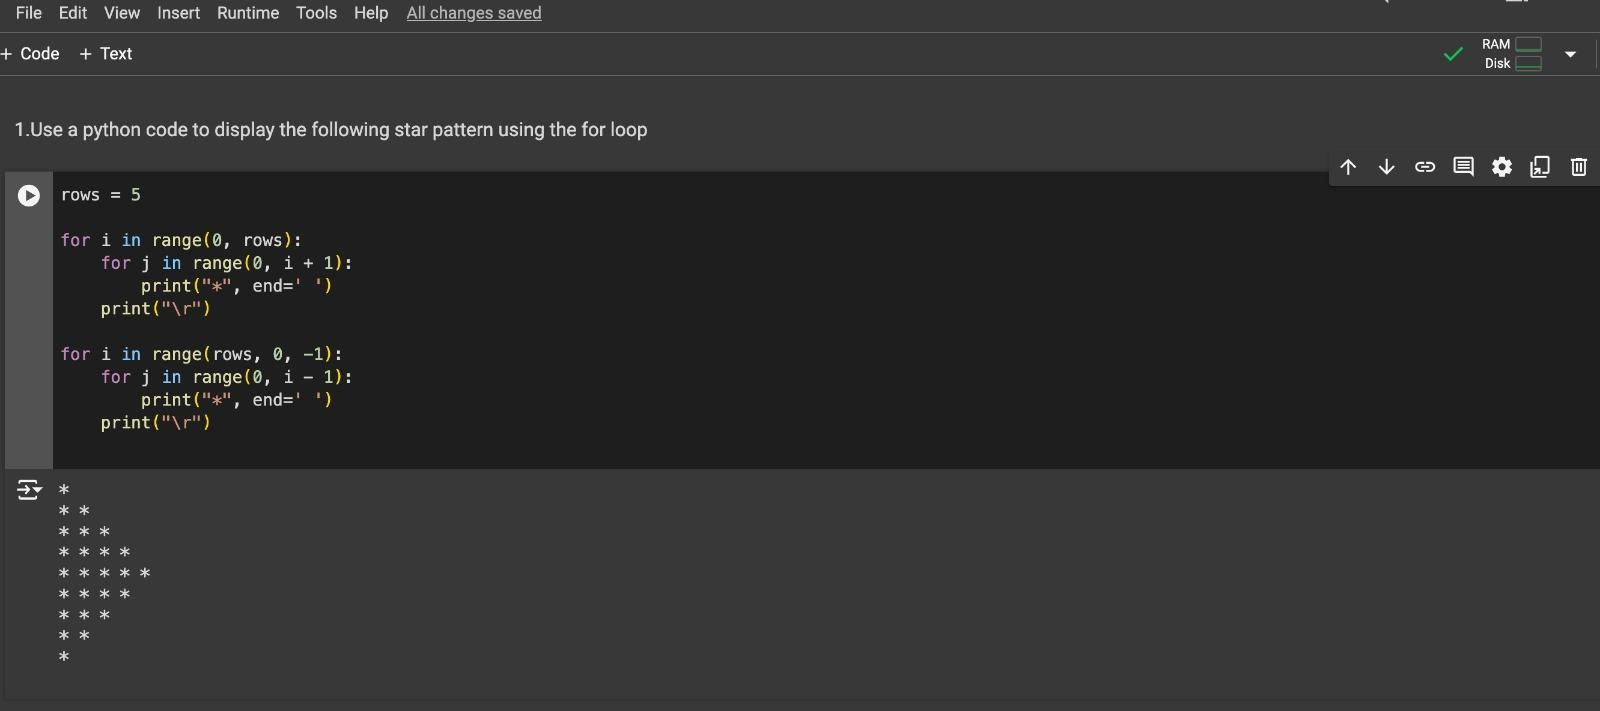 File Edit View Insert Runtime Tools Help All changes saved
+ Code + Text
RAM
Disk
1.Use a python code to display the following star pattern using the for loop
rows = 5
for i in range(0, rows):
    for j in range(0, i + 1):
        print("*", end=' ')
    print("\r")
for i in range(rows, 0, -1):
    for j in range(0, i - 1):
        print("*", end=' ')
    print("\r")
*
* *
* * *
* * * *
* * * * *
* * * *
* * *
* *
*